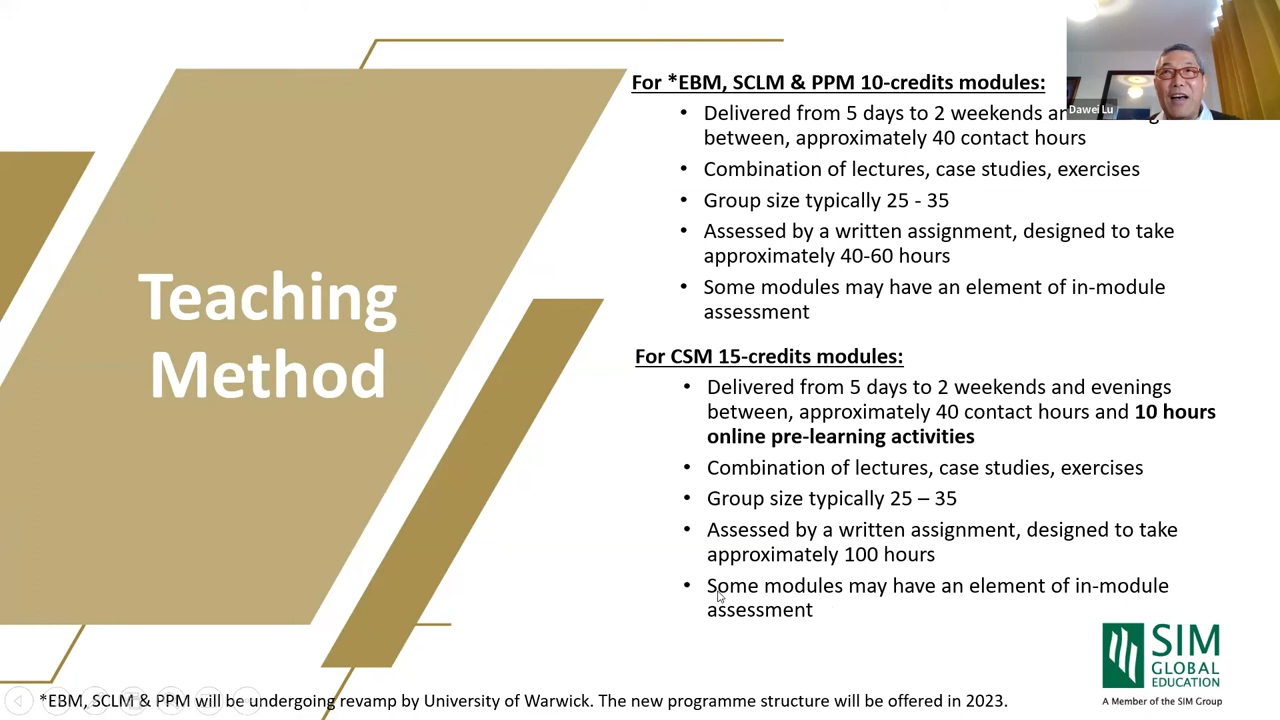 Teaching
Method
For *EBM, SCLM & PPM 10-credits modules:
• Delivered from 5 days to 2 weekends
between, approximately 40 contact hours
• Combination of lectures, case studies, exercises
• Group size typically 25 - 35
• Assessed by a written assignment, designed to take
approximately 40-60 hours
• Some modules may have an element of in-module
assessment
For CSM 15-credits modules:
• Delivered from 5 days to 2 weekends and evenings
between, approximately 40 contact hours and 10 hours
online pre-learning activities
• Combination of lectures, case studies, exercises
• Group size typically 25 – 35
• Assessed by a written assignment, designed to take
approximately 100 hours
• Some modules may have an element of in-module
assessment
Dawei Lu
SIM
GLOBAL
EDUCATION
A Member of the SIM Group
*EBM, SCLM & PPM will be undergoing revamp by University of Warwick. The new programme structure will be offered in 2023.